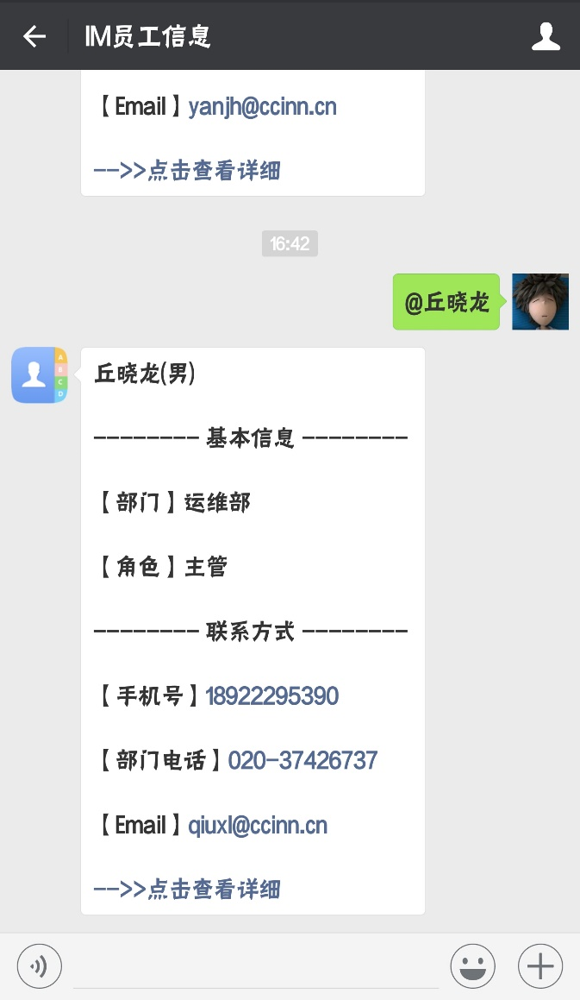 IM员工信息
【Email】yanjh@ccinn.cn
-->>点击查看详细
16:42
@丘晓龙
A
B
C
D
丘晓龙(男)
-------- 基本信息 --------
【部门】运维部
【角色】主管
-------- 联系方式 --------
【手机号】18922295390
【部门电话】020-37426737
【Email】qiuxl@ccinn.cn
-->>点击查看详细